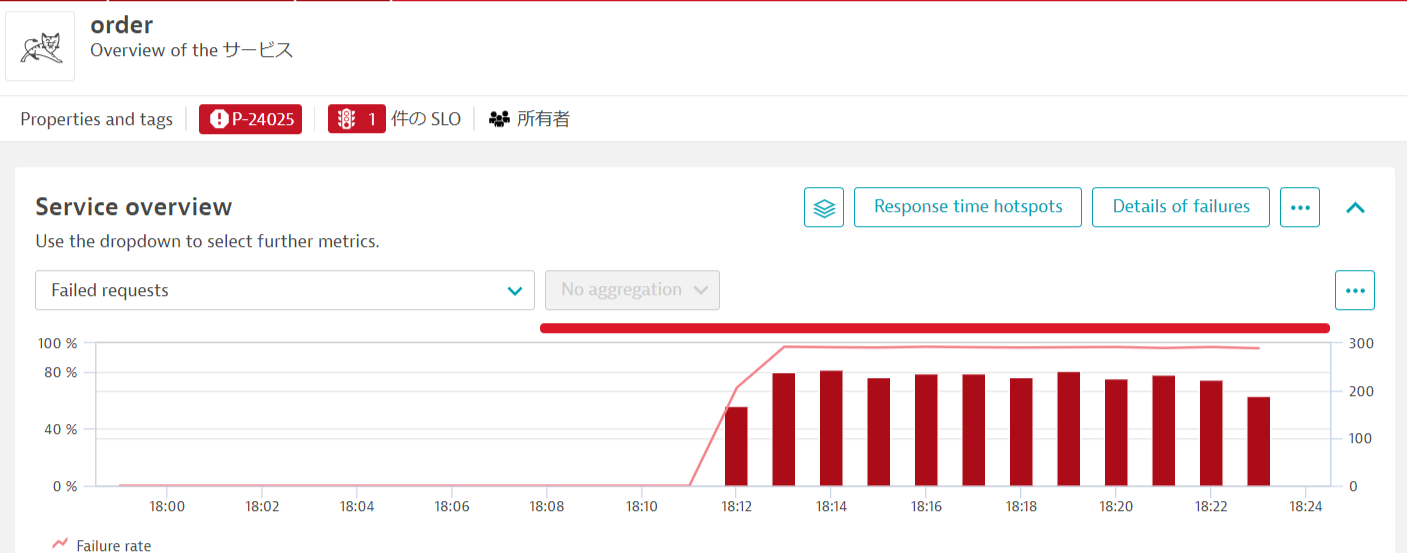 order
Overview of the サービス
Properties and tags P-24025 1 件の SLO 所有者
Service overview
Response time hotspots Details of failures ...
Use the dropdown to select further metrics.
Failed requests No aggregation ...
100 % 300
80 %
200
40 %
100
0 % 0
18:00 18:02 18:04 18:06 18:08 18:10 18:12 18:14 18:16 18:18 18:20 18:22 18:24
Failure rate